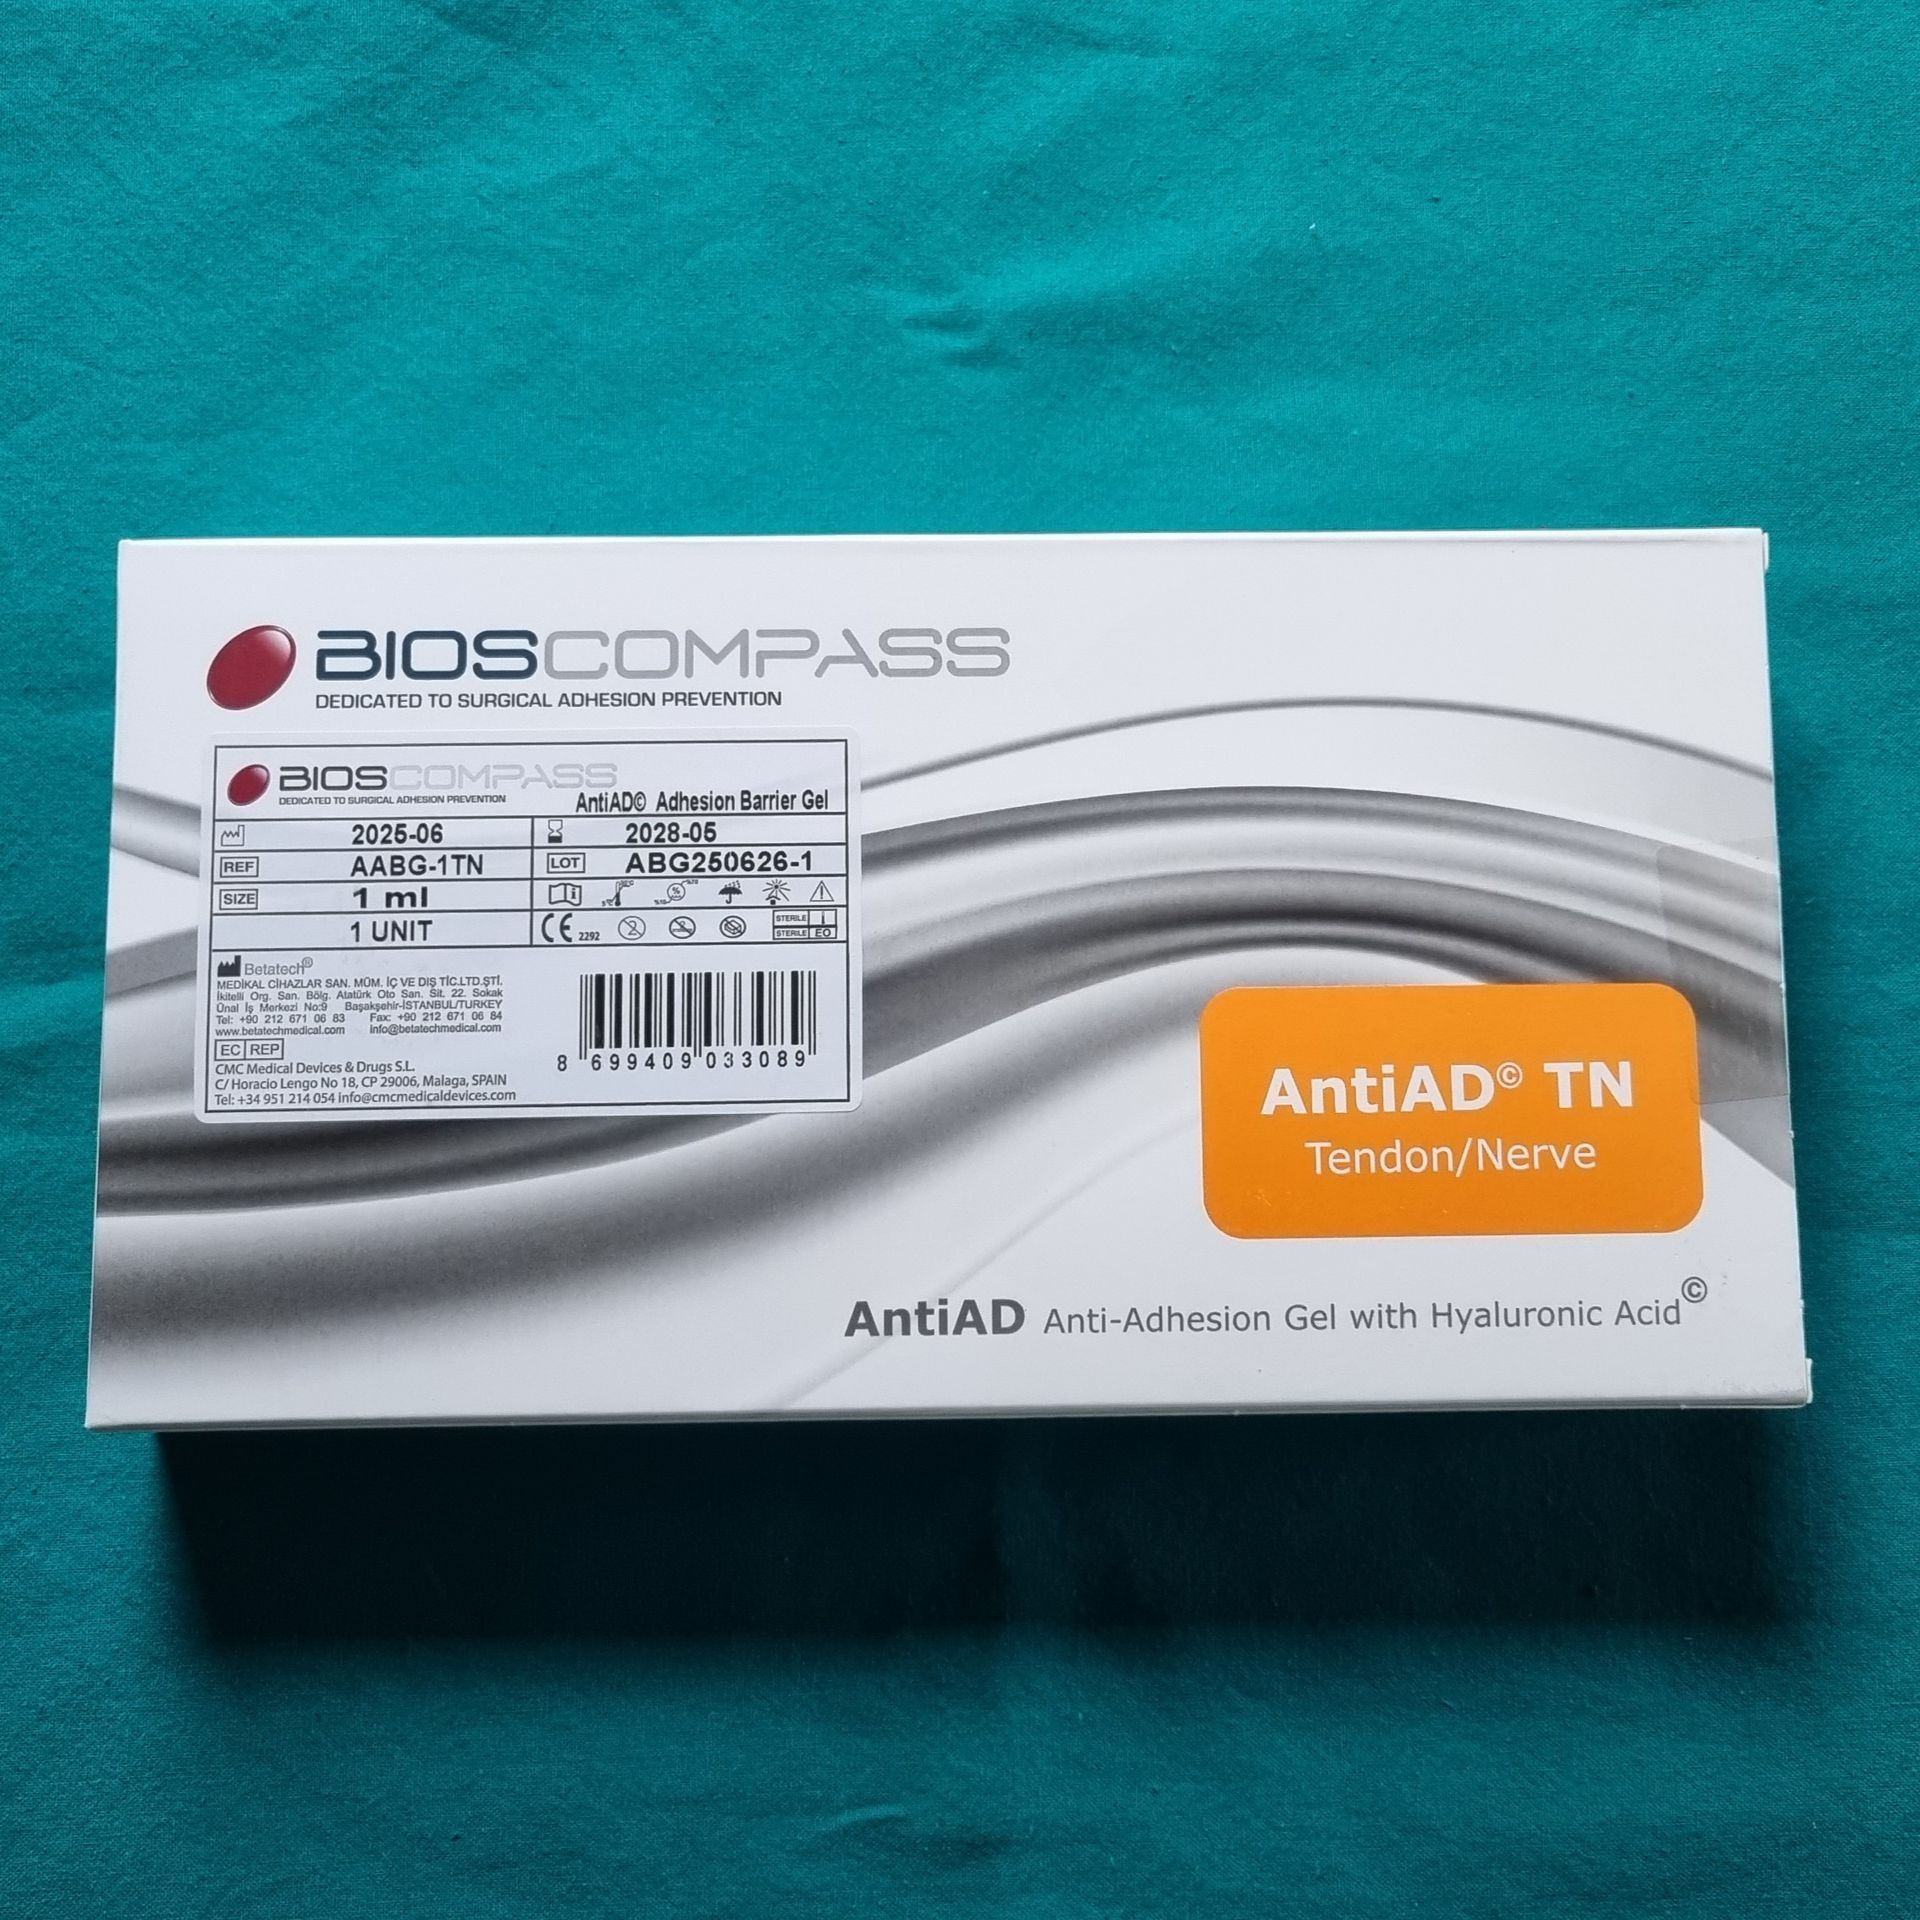 BIOSCOMPASS
DEDICATED TO SURGICAL ADHESION PREVENTION
BIOSCOMPASS
DEDICATED TO SURGICAL ADHESION PREVENTION
AntiAD© Adhesion Barrier Gel
2025-06
2028-05
REF AABG-1TN
LOT ABG250626-1
SIZE 1 ml
1 UNIT
CE 2292
STERILE
STERILE EO
Betatech®
MEDİKAL CİHAZLAR SAN. MÜM. İÇ VE DIŞ TİC.LTD.ŞTİ.
İkitelli Org. San. Bölg. Atatürk Oto San. Sit. 22. Sokak
Ünal İş Merkezi No:9 Başakşehir-İSTANBUL/TURKEY
Tel: +90 212 671 06 83 Fax: +90 212 671 06 84
www.betatechmedical.com info@betatechmedical.com
EC REP
CMC Medical Devices & Drugs S.L.
C/ Horacio Lengo No 18, CP 29006, Malaga, SPAIN
Tel: +34 951 214 054 info@cmcmedicaldevices.com
8 699409 033089
AntiAD© TN
Tendon/Nerve
AntiAD Anti-Adhesion Gel with Hyaluronic Acid©